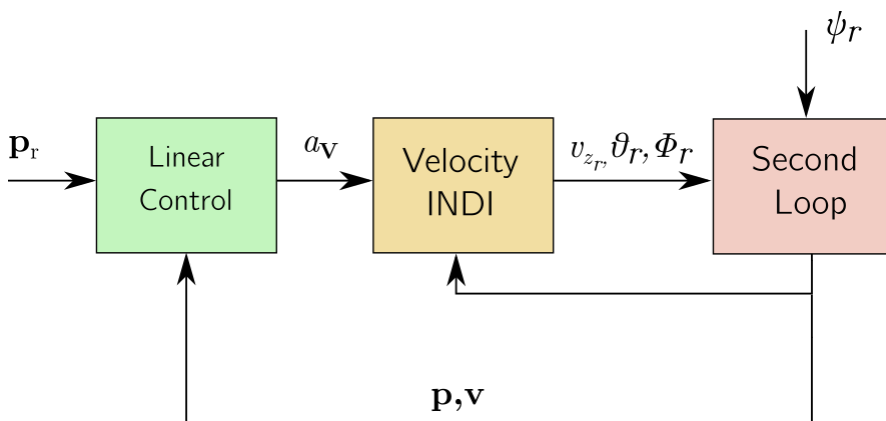 ψr
pr
Linear
Control
av
Velocity
INDI
vzr, ϑr, Φr
Second
Loop
p,v